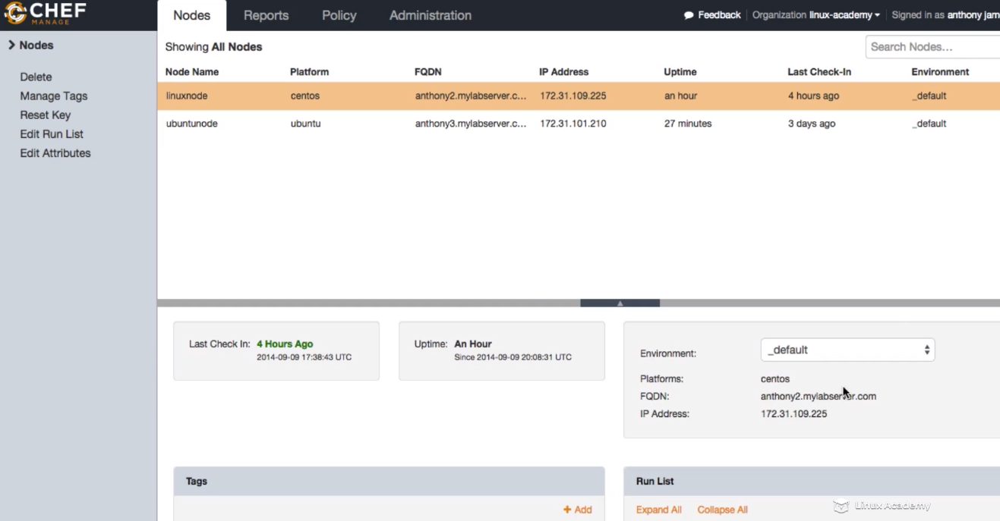 CHEF
MANAGE
Nodes Reports Policy Administration
Feedback Organization linux-academy Signed in as anthony jam
Nodes
Delete
Manage Tags
Reset Key
Edit Run List
Edit Attributes
Showing All Nodes
Search Nodes...
Node Name Platform FQDN IP Address Uptime Last Check-In Environment
linuxnode centos anthony2.mylabserver.c... 172.31.109.225 an hour 4 hours ago _default
ubuntunode ubuntu anthony3.mylabserver.c... 172.31.101.210 27 minutes 3 days ago _default
Last Check In: 4 Hours Ago
2014-09-09 17:38:43 UTC
Uptime: An Hour
Since 2014-09-09 20:08:31 UTC
Environment: _default
Platforms: centos
FQDN: anthony2.mylabserver.com
IP Address: 172.31.109.225
Tags
+ Add
Run List
Expand All Collapse All
Linux Academy